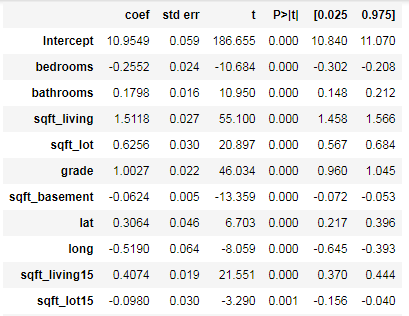 coef std err t P>|t| [0.025 0.975]
Intercept 10.9549 0.059 186.655 0.000 10.840 11.070
bedrooms -0.2552 0.024 -10.684 0.000 -0.302 -0.208
bathrooms 0.1798 0.016 10.950 0.000 0.148 0.212
sqft_living 1.5118 0.027 55.100 0.000 1.458 1.566
sqft_lot 0.6256 0.030 20.897 0.000 0.567 0.684
grade 1.0027 0.022 46.034 0.000 0.960 1.045
sqft_basement -0.0624 0.005 -13.359 0.000 -0.072 -0.053
lat 0.3064 0.046 6.703 0.000 0.217 0.396
long -0.5190 0.064 -8.059 0.000 -0.645 -0.393
sqft_living15 0.4074 0.019 21.551 0.000 0.370 0.444
sqft_lot15 -0.0980 0.030 -3.290 0.001 -0.156 -0.040